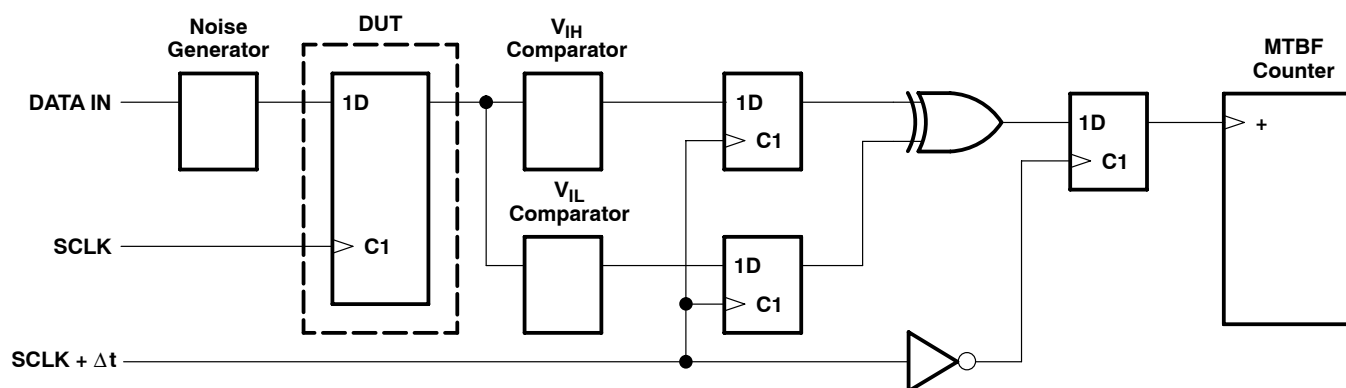 Noise
Generator
DUT
VIH
Comparator
MTBF
Counter
DATA IN
1D
1D
1D
+
C1
C1
VIL
Comparator
SCLK
C1
1D
C1
SCLK + Δt